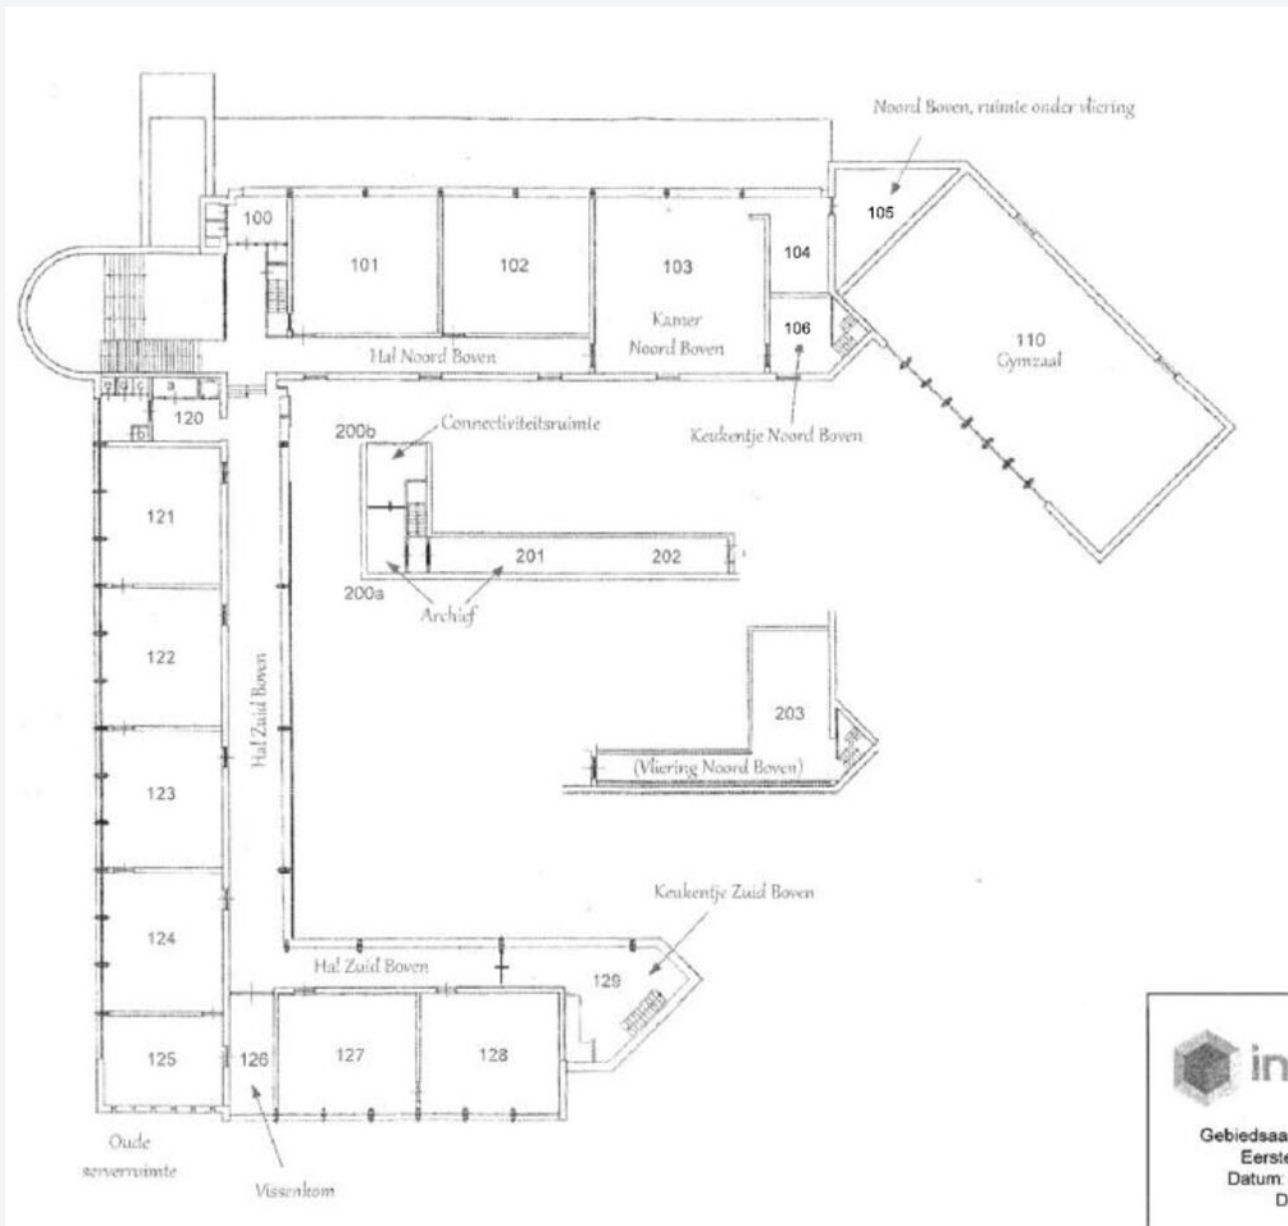 Noord Boven, ruimte onder vliering
100
101
102
103
104
105
106
110
Gymzaal
Kamer
Noord Boven
Hal Noord Boven
Keukentje Noord Boven
a
120
b
200b
Connectiviteitsruimte
121
201
202
200a
Archief
122
Hal Zuid Boven
203
(Vliering Noord Boven)
123
Keukentje Zuid Boven
124
Hal Zuid Boven
129
125
126
127
128
Oude
serverruimte
Vissenkom
in
Gebiedsaa
Eerste
Datum:
D